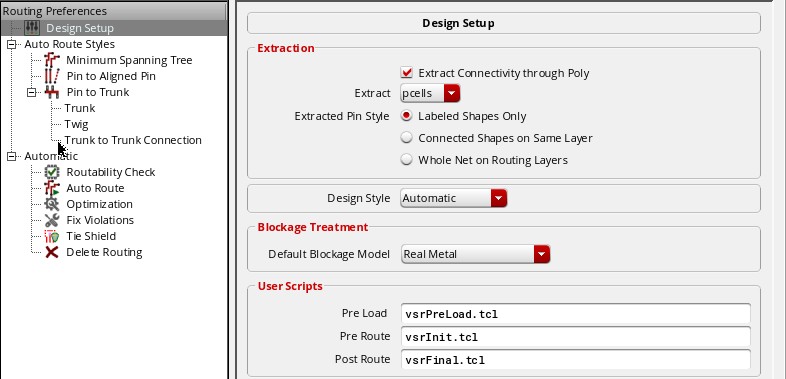 Routing Preferences
Design Setup
Auto Route Styles
Minimum Spanning Tree
Pin to Aligned Pin
Pin to Trunk
Trunk
Twig
Trunk to Trunk Connection
Automatic
Routability Check
Auto Route
Optimization
Fix Violations
Tie Shield
Delete Routing
Design Setup
Extraction
Extract Connectivity through Poly
Extract pcells
Extracted Pin Style Labeled Shapes Only
Connected Shapes on Same Layer
Whole Net on Routing Layers
Design Style Automatic
Blockage Treatment
Default Blockage Model Real Metal
User Scripts
Pre Load vsrPreLoad.tcl
Pre Route vsrInit.tcl
Post Route vsrFinal.tcl